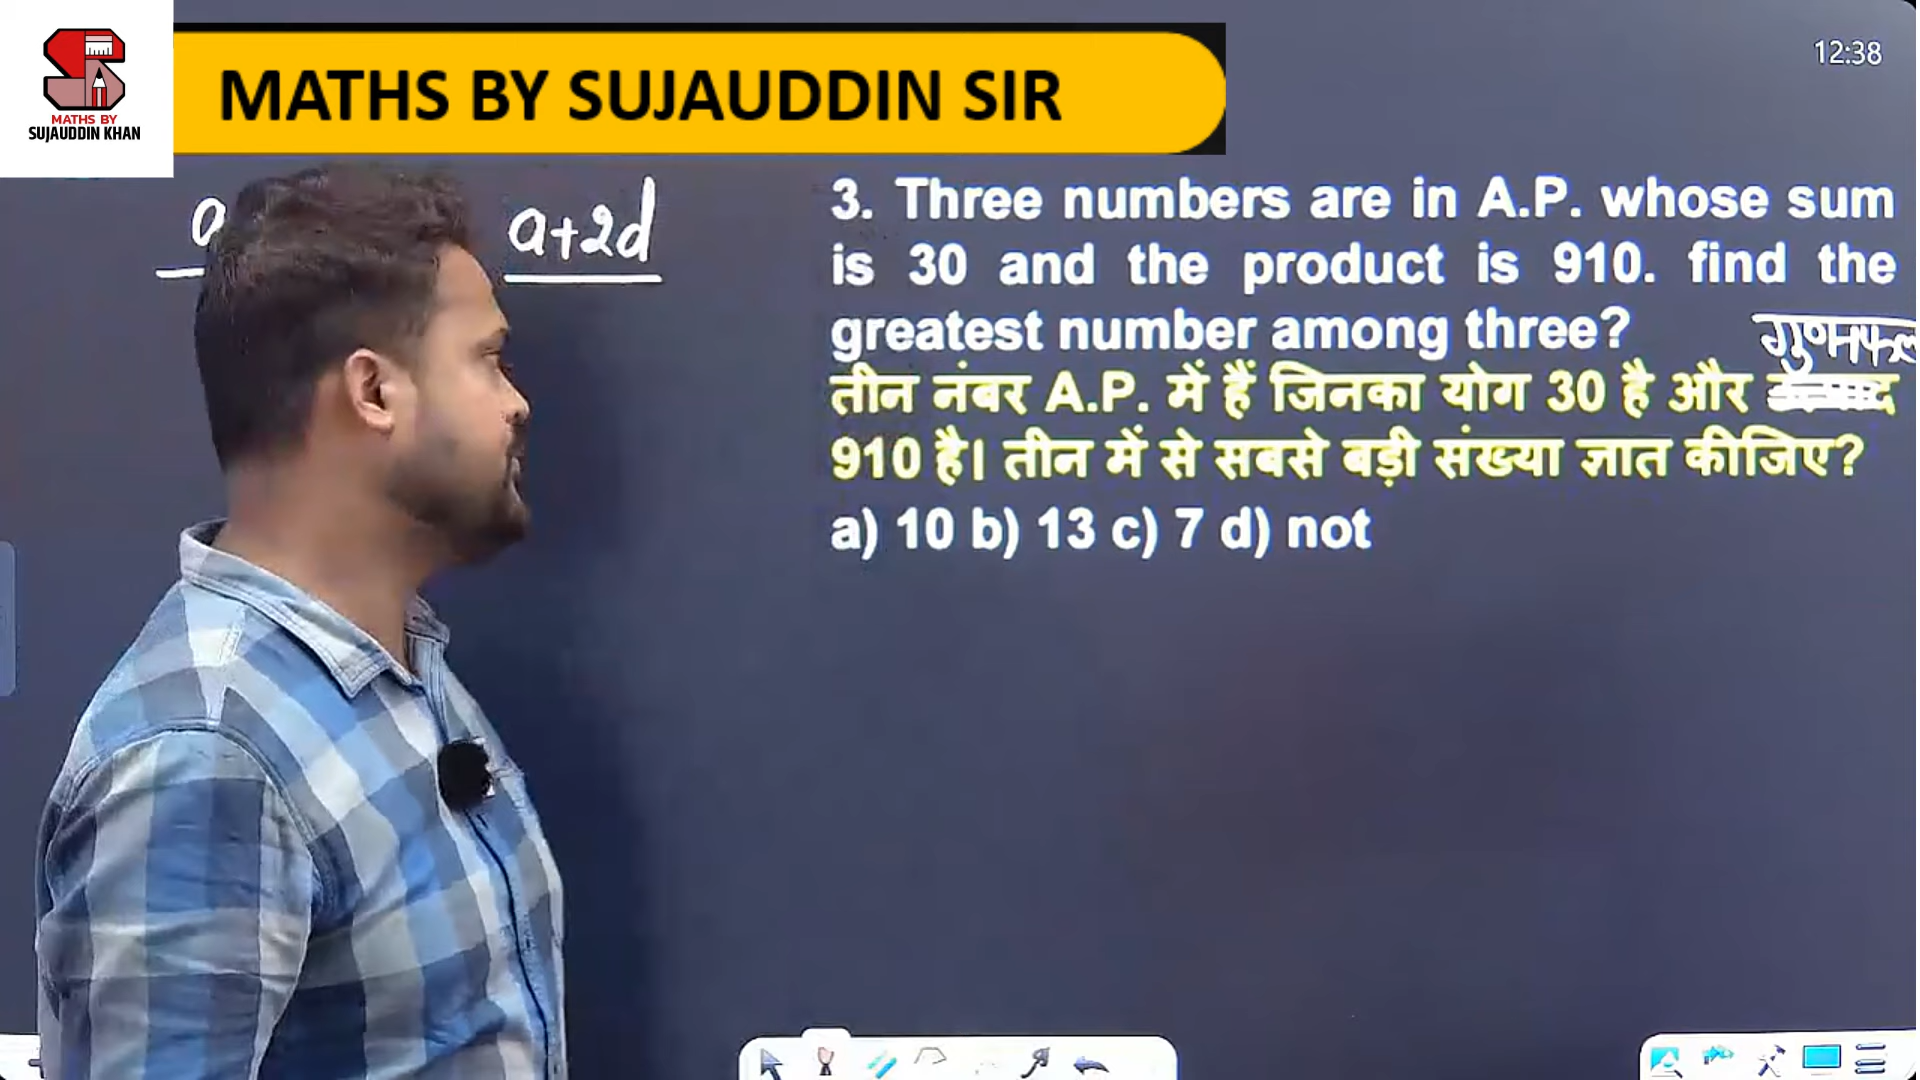 MATHS BY SUJAUDDIN SIR
12:38
MATHS BY
SUJAUDDIN KHAN
a+2d
3. Three numbers are in A.P. whose sum
is 30 and the product is 910. find the
greatest number among three?
गुणनफल
तीन नंबर A.P. में हैं जिनका योग 30 है और
910 है। तीन में से सबसे बड़ी संख्या ज्ञात कीजिए?
a) 10 b) 13 c) 7 d) not